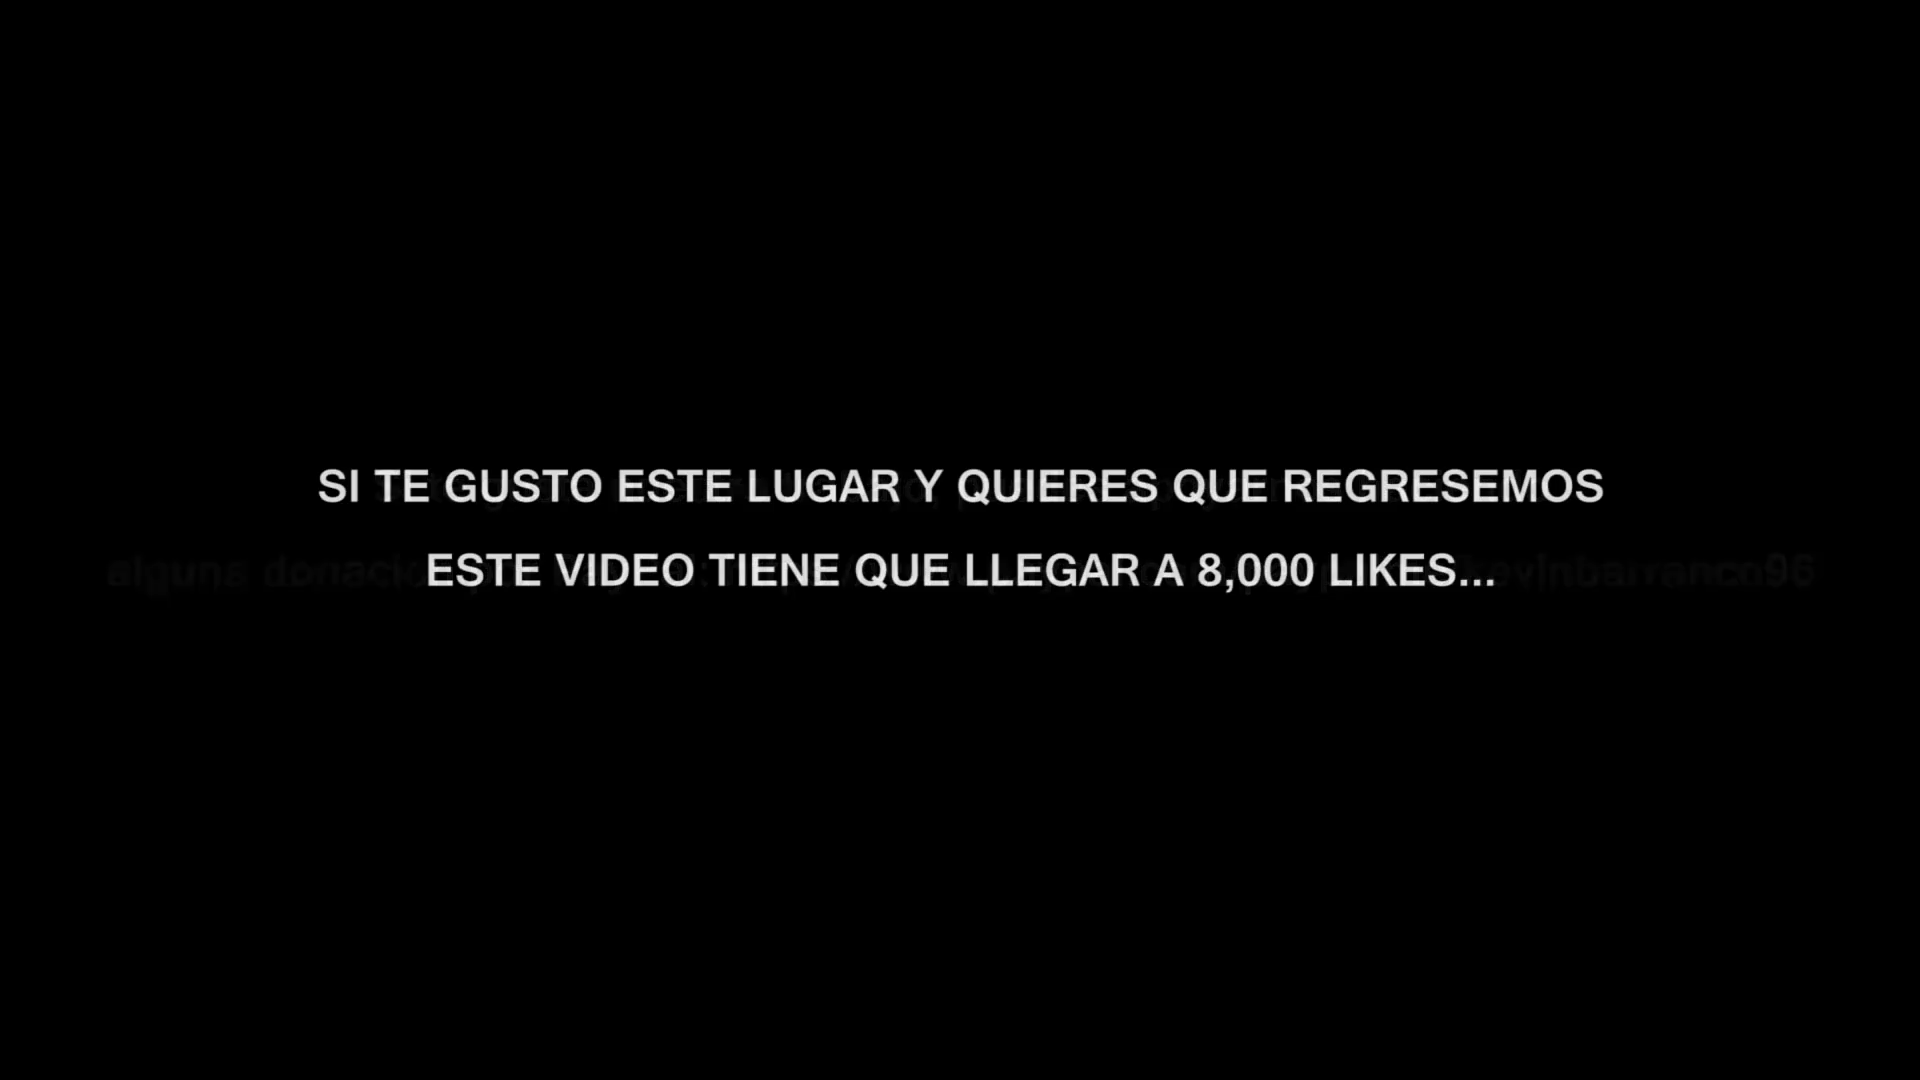 SI TE GUSTO ESTE LUGAR Y QUIERES QUE REGRESEMOS
ESTE VIDEO TIENE QUE LLEGAR A 8,000 LIKES...